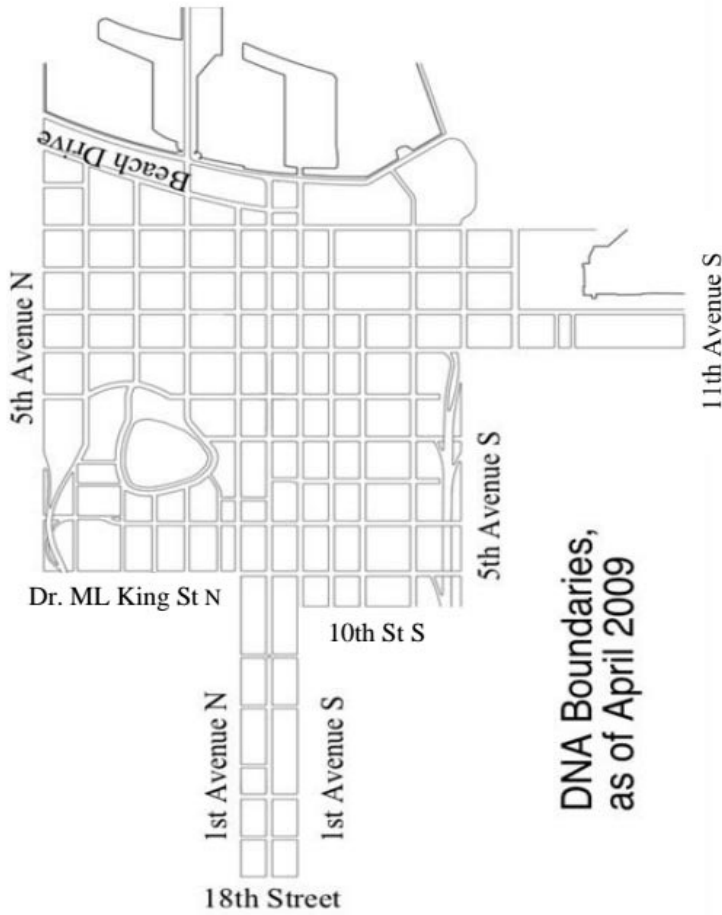 Beach Drive
5th Avenue N
11th Avenue S
5th Avenue S
Dr. ML King St N
10th St S
DNA Boundaries,
as of April 2009
1st Avenue N
1st Avenue S
18th Street